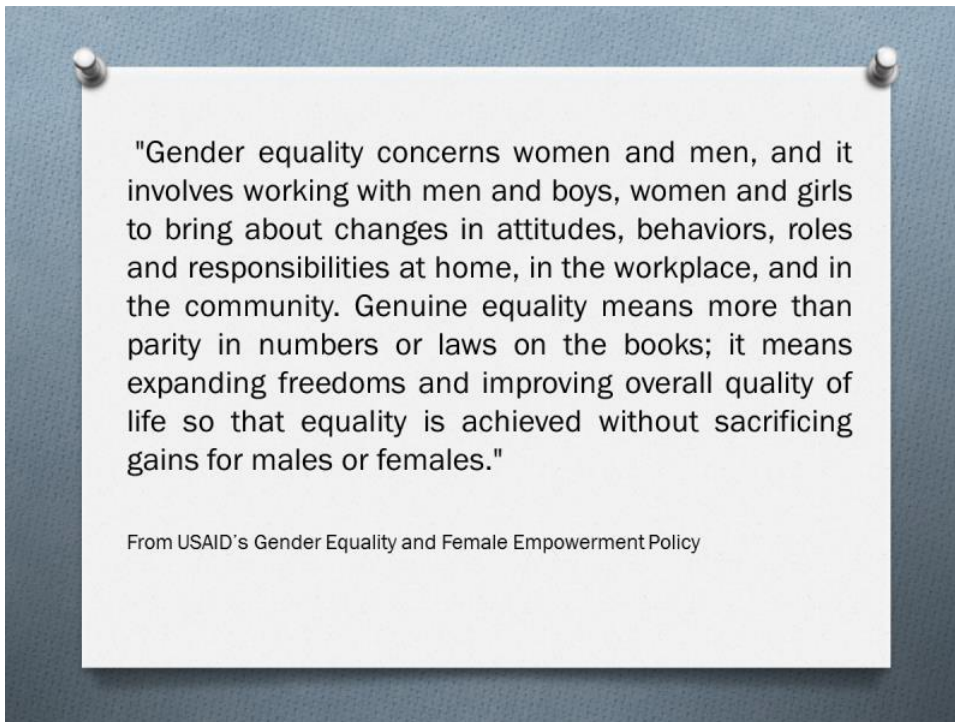 "Gender equality concerns women and men, and it
involves working with men and boys, women and girls
to bring about changes in attitudes, behaviors, roles
and responsibilities at home, in the workplace, and in
the community. Genuine equality means more than
parity in numbers or laws on the books; it means
expanding freedoms and improving overall quality of
life so that equality is achieved without sacrificing
gains for males or females."
From USAID’s Gender Equality and Female Empowerment Policy